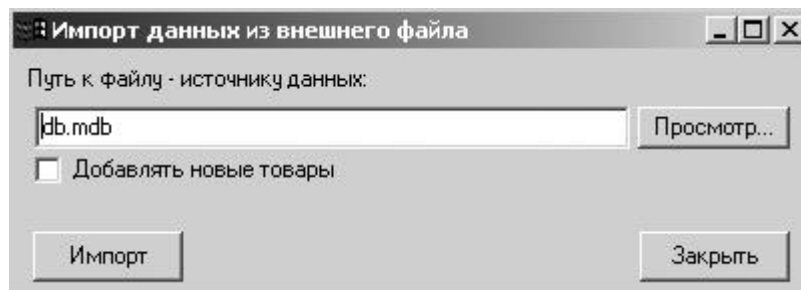 Импорт данных из внешнего файла
Путь к файлу - источнику данных:
db.mdb
Просмотр...
Добавлять новые товары
Импорт
Закрыть